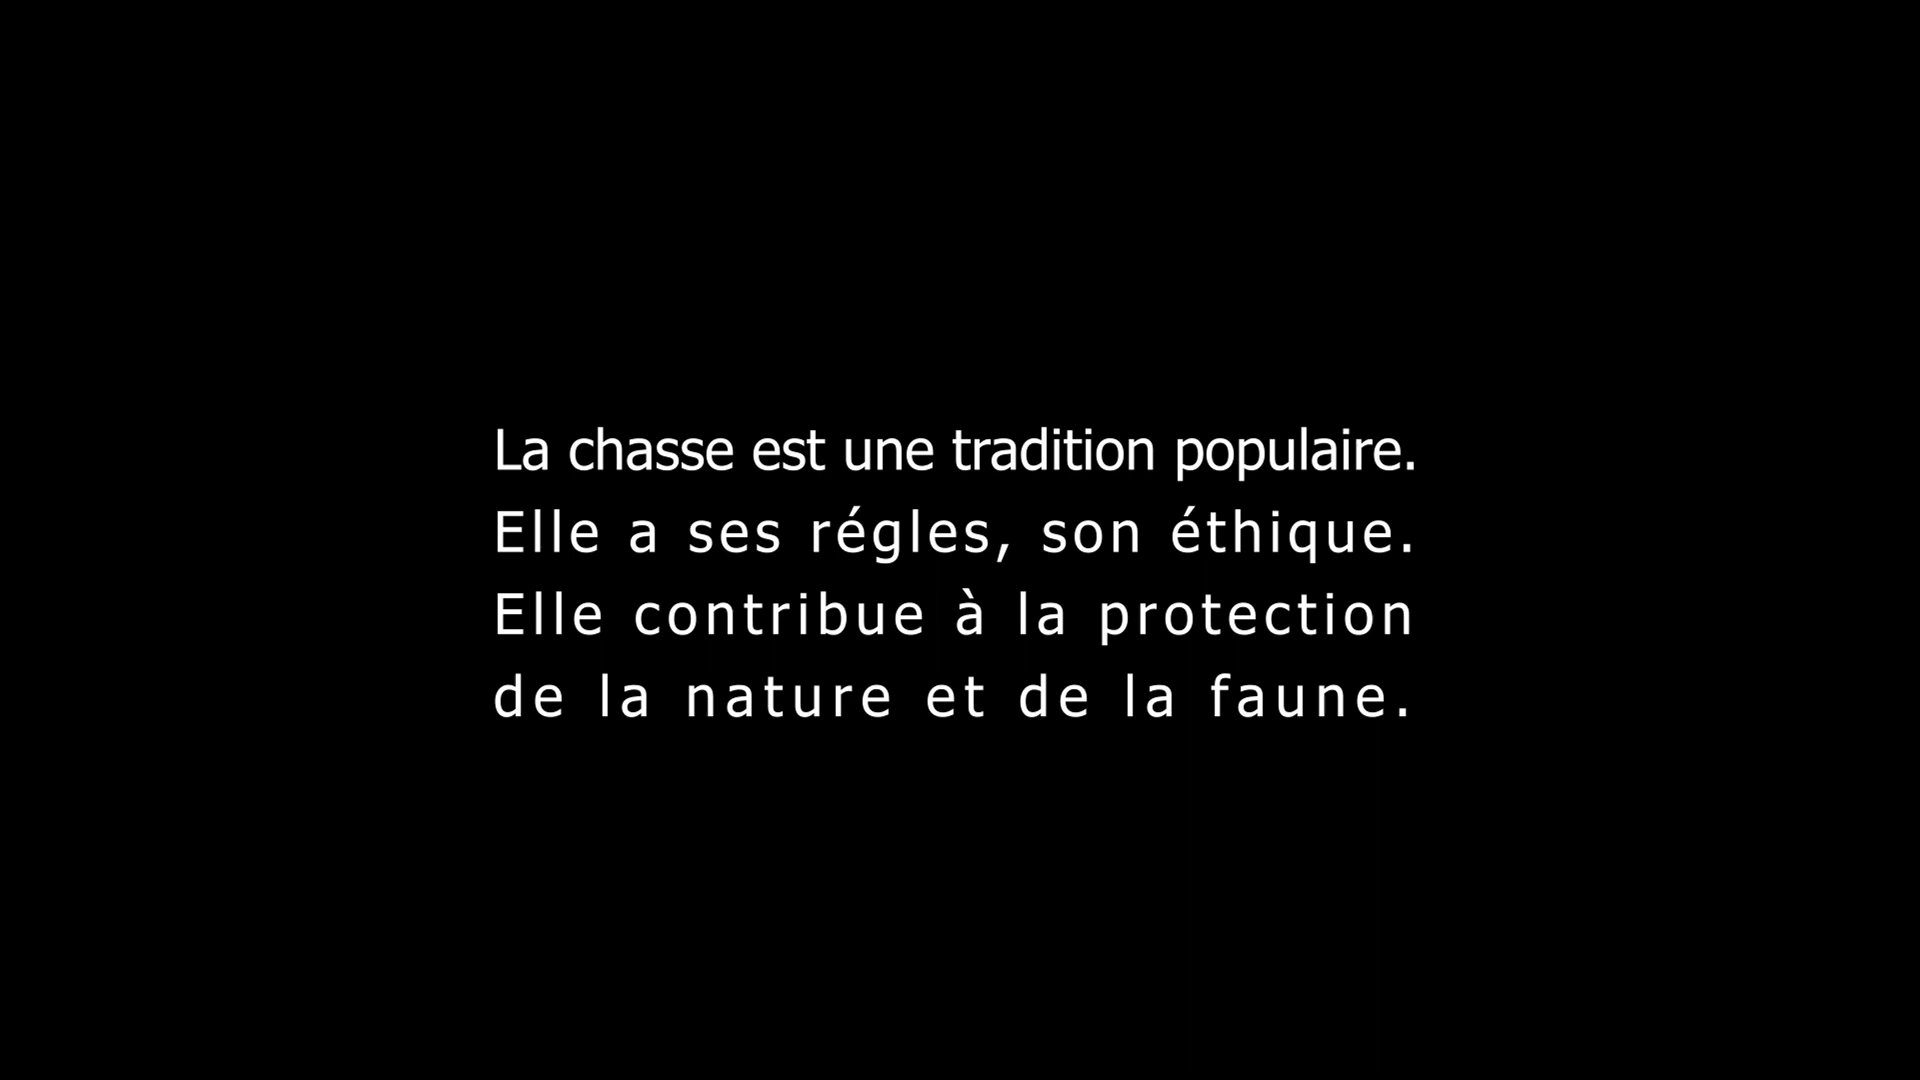 La chasse est une tradition populaire.
Elle a ses régles, son éthique.
Elle contribue à la protection
de la nature et de la faune.